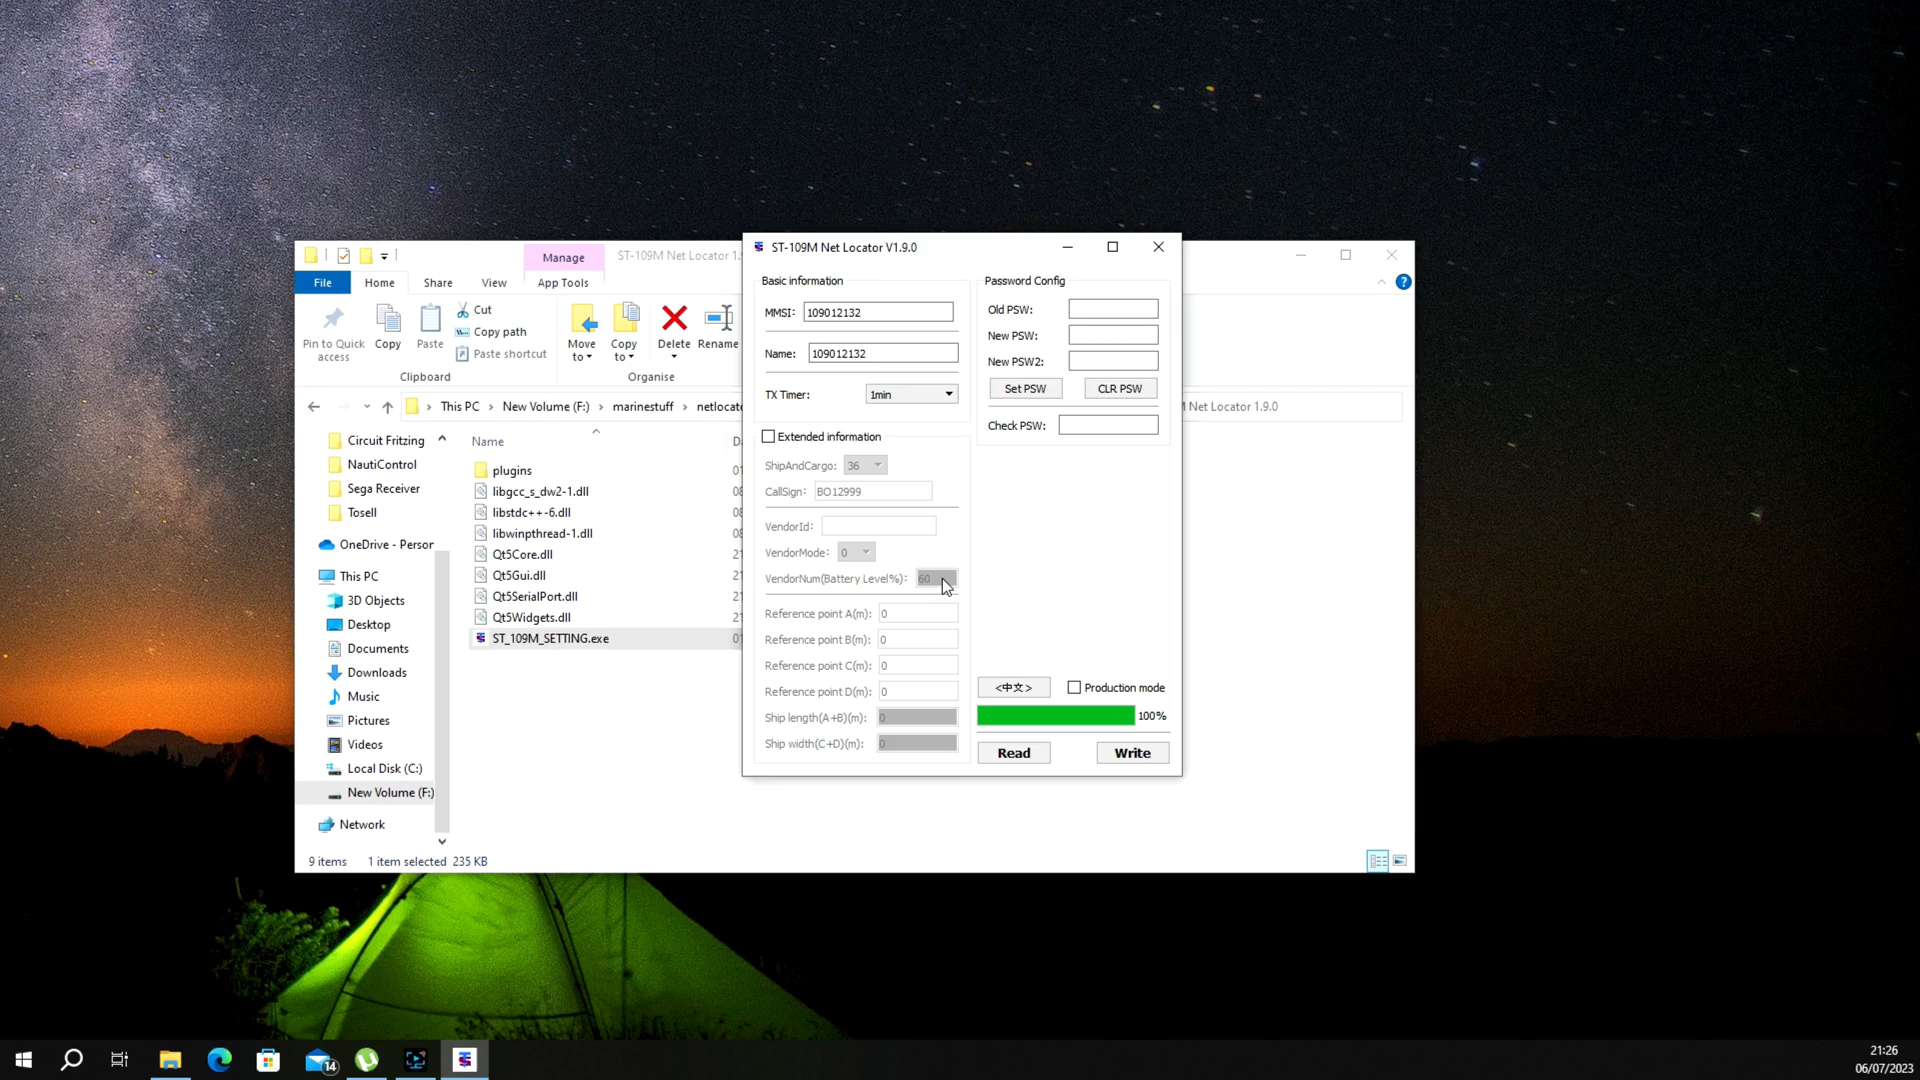 Manage
ST-109M Net Locator 1.
File
Home
Share
View
App Tools
Pin to Quick access
Copy
Paste
Cut
Copy path
Paste shortcut
Clipboard
Move to
Copy to
Delete
Rename
Organise
This PC
New Volume (F:)
marinestuff
Net Locator 1.9.0
Circuit Fritzing
NautiControl
Sega Receiver
Tosell
OneDrive - Person
This PC
3D Objects
Desktop
Documents
Downloads
Music
Pictures
Videos
Local Disk (C:)
New Volume (F:)
Network
Name
plugins
libgcc_s_dw2-1.dll
libstdc++-6.dll
libwinpthread-1.dll
Qt5Core.dll
Qt5Gui.dll
Qt5SerialPort.dll
Qt5Widgets.dll
ST_109M_SETTING.exe
9 items
1 item selected 235 KB
ST-109M Net Locator V1.9.0
Basic information
MMSI: 109012132
Name: 109012132
TX Timer: 1min
Extended information
ShipAndCargo: 36
CallSign: BO12999
VendorId:
VendorMode: 0
VendorNum(Battery Level%): 60
Reference point A(m): 0
Reference point B(m): 0
Reference point C(m): 0
Reference point D(m): 0
Ship length(A+B)(m): 0
Ship width(C+D)(m): 0
Password Config
Old PSW:
New PSW:
New PSW2:
Set PSW
CLR PSW
Check PSW:
<中文>
Production mode
100%
Read
Write
14
21:26
06/07/2023